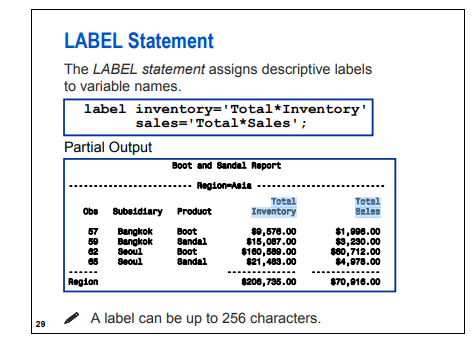 LABEL Statement
The LABEL statement assigns descriptive labels
to variable names.
label inventory='Total*Inventory'
sales='Total*Sales';
Partial Output
Boot and Sandal Report
----------------------- Region=Asia -----------------------
Total Total
Obs Subsidiary Product Inventory Sales
57 Bangkok Boot $9,576.00 $1,996.00
59 Bangkok Sandal $15,087.00 $3,230.00
62 Seoul Boot $160,589.00 $60,712.00
65 Seoul Sandal $21,483.00 $4,978.00
------ ------------- -------------
Region $206,735.00 $70,916.00
29 A label can be up to 256 characters.